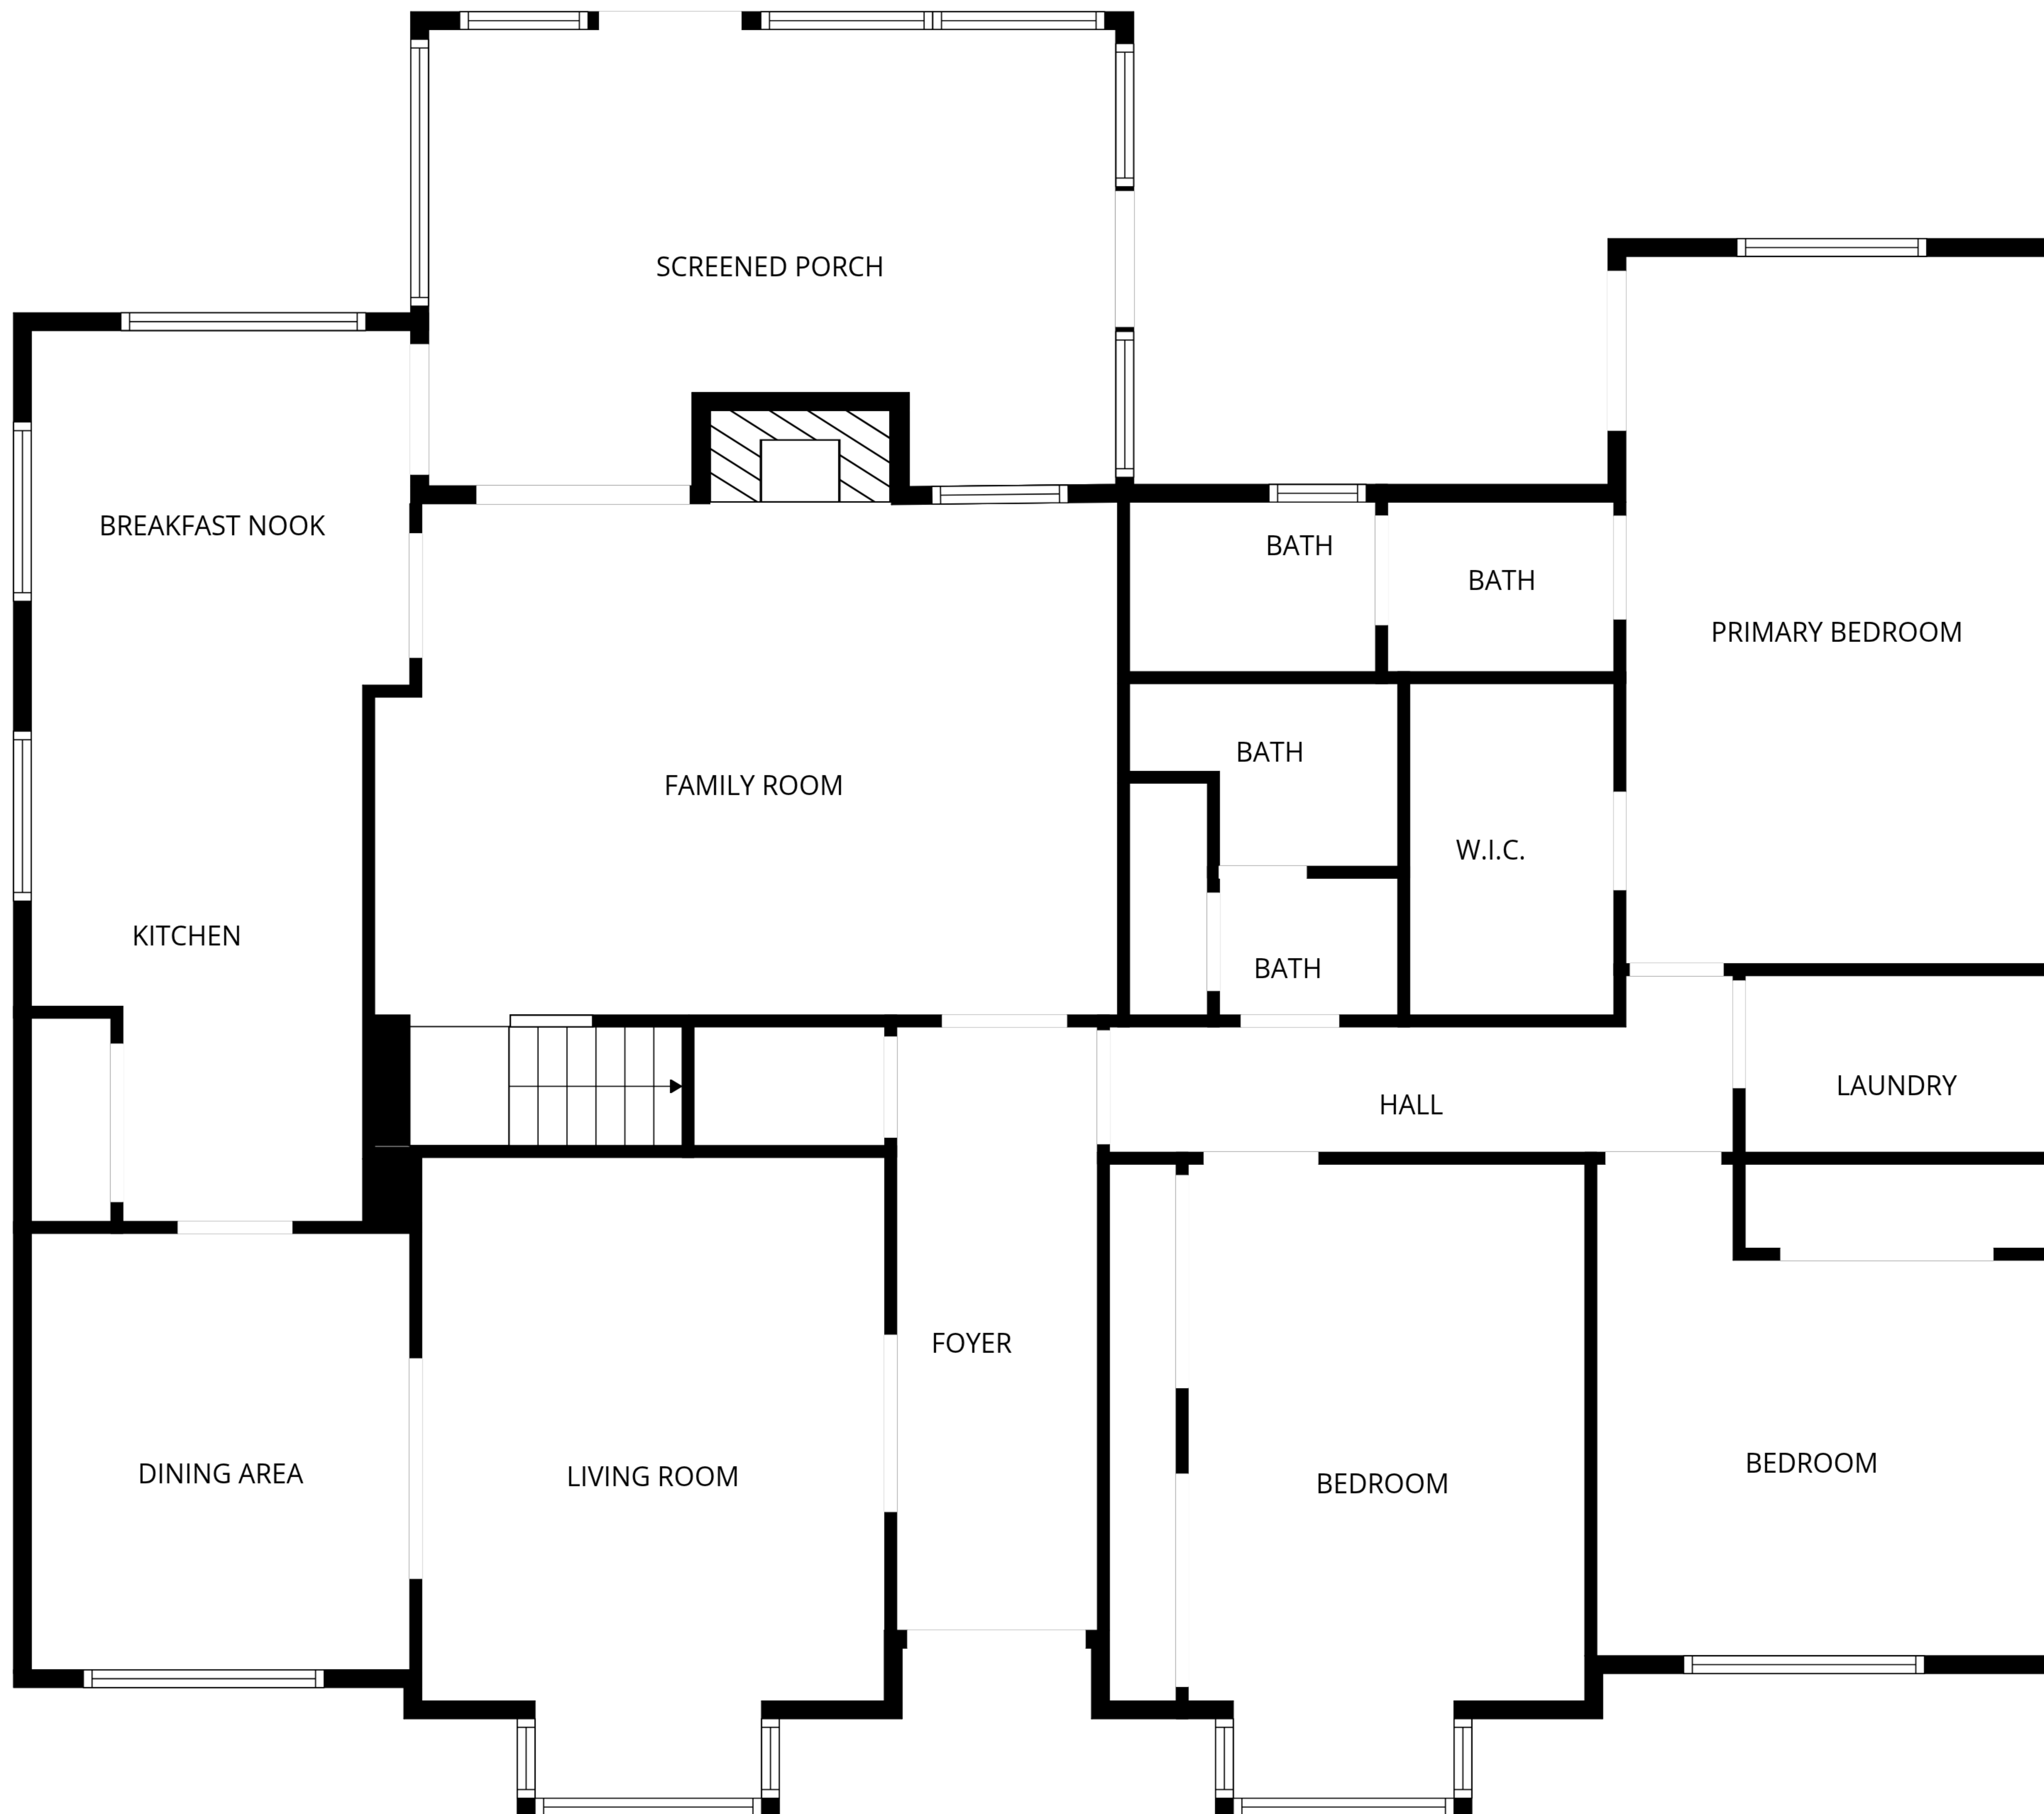 SCREENED PORCH
BREAKFAST NOOK
BATH
BATH
PRIMARY BEDROOM
BATH
FAMILY ROOM
W.I.C.
KITCHEN
BATH
LAUNDRY
HALL
FOYER
BEDROOM
DINING AREA
LIVING ROOM
BEDROOM